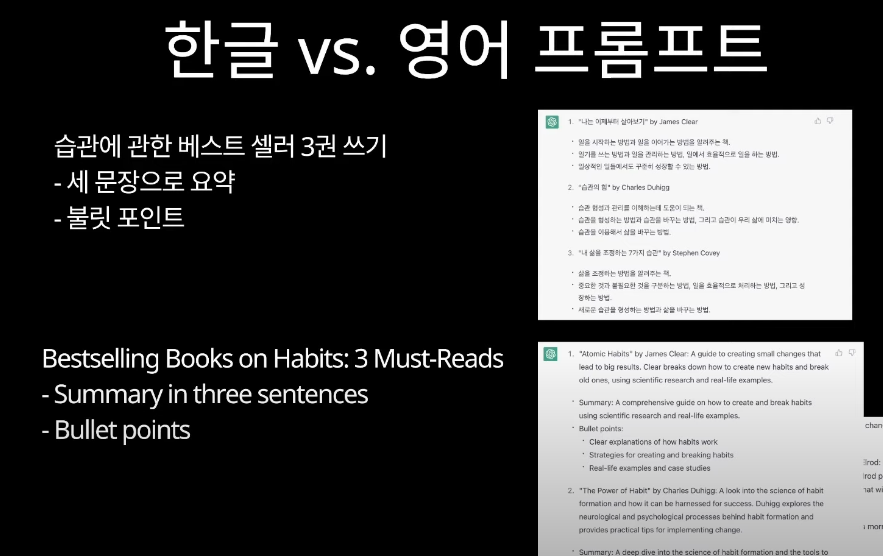 한글 vs. 영어 프롬프트
습관에 관한 베스트 셀러 3권 쓰기
- 세 문장으로 요약
- 불릿 포인트
1. "나는 이제부터 살아보기" by James Clear
· 일을 시작하는 방법과 일을 이어가는 방법을 알려주는 책.
· 일기를 쓰는 방법과 일을 관리하는 방법, 일에서 효율적으로 일을 하는 방법.
· 일상적인 일들에서도 꾸준히 성장할 수 있는 방법.
2. "습관의 힘" by Charles Duhigg
· 습관 형성과 관리를 이해하는데 도움이 되는 책.
· 습관을 형성하는 방법과 습관을 바꾸는 방법, 그리고 습관이 우리 삶에 미치는 영향.
· 습관을 이용해서 삶을 바꾸는 방법.
3. "내 삶을 조정하는 7가지 습관" by Stephen Covey
· 삶을 조정하는 방법을 알려주는 책.
· 중요한 것과 불필요한 것을 구분하는 방법, 일을 효율적으로 처리하는 방법, 그리고 성
장하는 방법.
· 새로운 습관을 형성하는 방법과 삶을 바꾸는 방법.
Bestselling Books on Habits: 3 Must-Reads
- Summary in three sentences
- Bullet points
1. "Atomic Habits" by James Clear: A guide to creating small changes that
lead to big results. Clear breaks down how to create new habits and break
old ones, using scientific research and real-life examples.
· Summary: A comprehensive guide on how to create and break habits
using scientific research and real-life examples.
· Bullet points:
· Clear explanations of how habits work
· Strategies for creating and breaking habits
· Real-life examples and case studies
2. "The Power of Habit" by Charles Duhigg: A look into the science of habit
formation and how it can be harnessed for success. Duhigg explores the
neurological and psychological processes behind habit formation and
provides practical tips for implementing change.
· Summary: A deep dive into the science of habit formation and the tools to